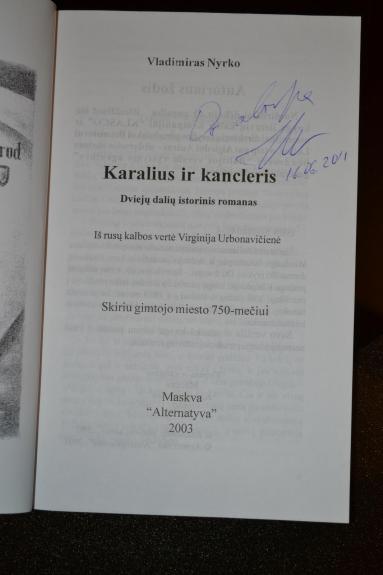 Vladimiras Nyrko
16.06.2011
Karalius ir kancleris
Dviejų dalių istorinis romanas
Iš rusų kalbos vertė Virginija Urbonavičienė
Skiriu gimtojo miesto 750-mečiui
Maskva
“Alternatyva”
2003